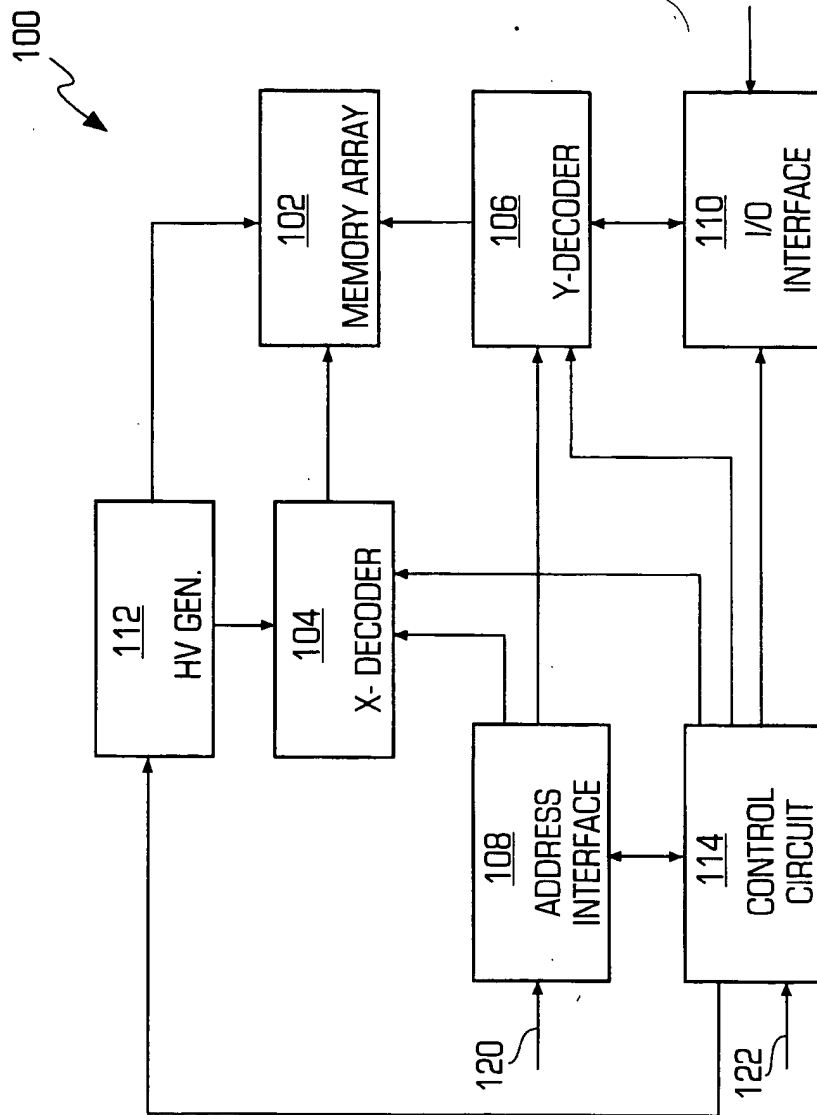 100
112
HV GEN.
104
X- DECODER
102
MEMORY ARRAY
108
ADDRESS
INTERFACE
106
Y-DECODER
114
CONTROL
CIRCUIT
110
I/O
INTERFACE
120
122